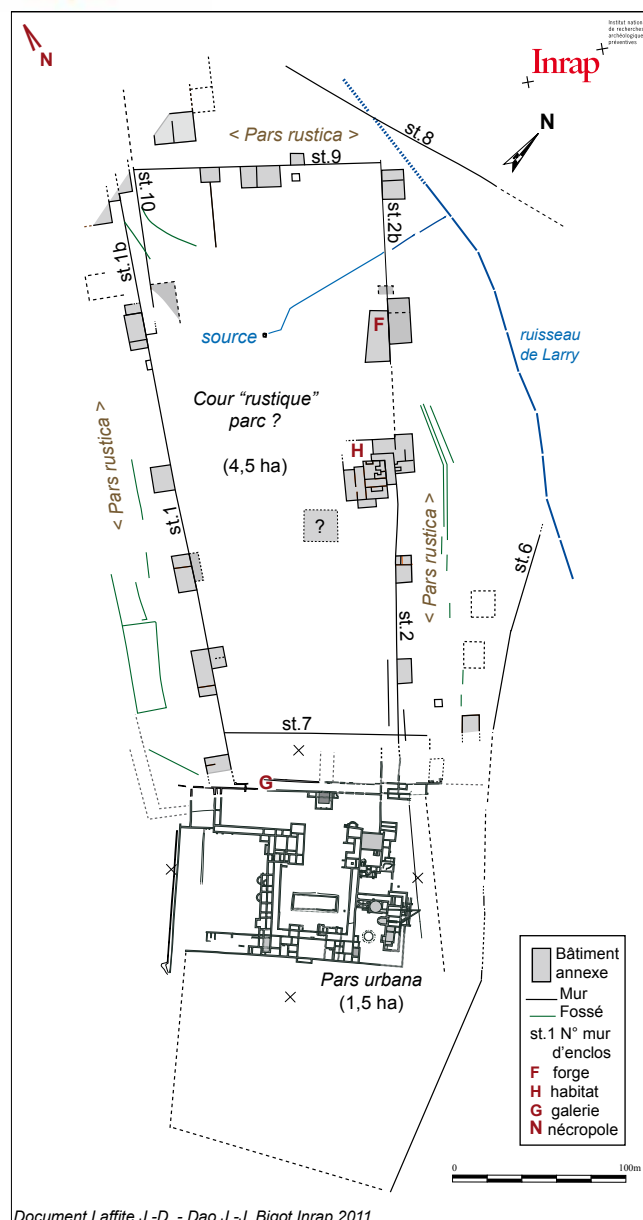 Institut national
de recherches
archéologiques
préventives
Inrap
N
N
< Pars rustica >
st.8
st.9
st.10
st.2b
st.1b
source
F
ruisseau
de Larry
Cour “rustique”
parc ?
(4,5 ha)
H
< Pars rustica >
st.1
?
< Pars rustica >
st.6
st.2
st.7
G
Pars urbana
(1,5 ha)
Bâtiment
annexe
Mur
Fossé
st.1 N° mur
d’enclos
F forge
H habitat
G galerie
N nécropole
0 100m
Document Laffite J.-D. - Dao J.-J. Bigot Inrap 2011